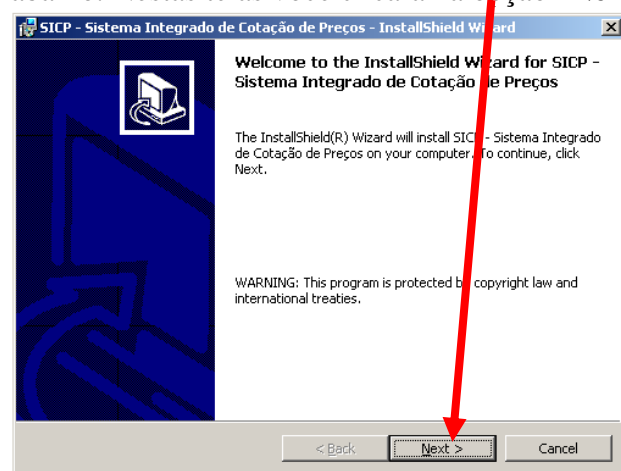 SICP - Sistema Integrado de Cotação de Preços - InstallShield Wizard
Welcome to the InstallShield Wizard for SICP -
Sistema Integrado de Cotação de Preços
The InstallShield(R) Wizard will install SICP - Sistema Integrado
de Cotação de Preços on your computer. To continue, click
Next.
WARNING: This program is protected by copyright law and
international treaties.
< Back
Next >
Cancel